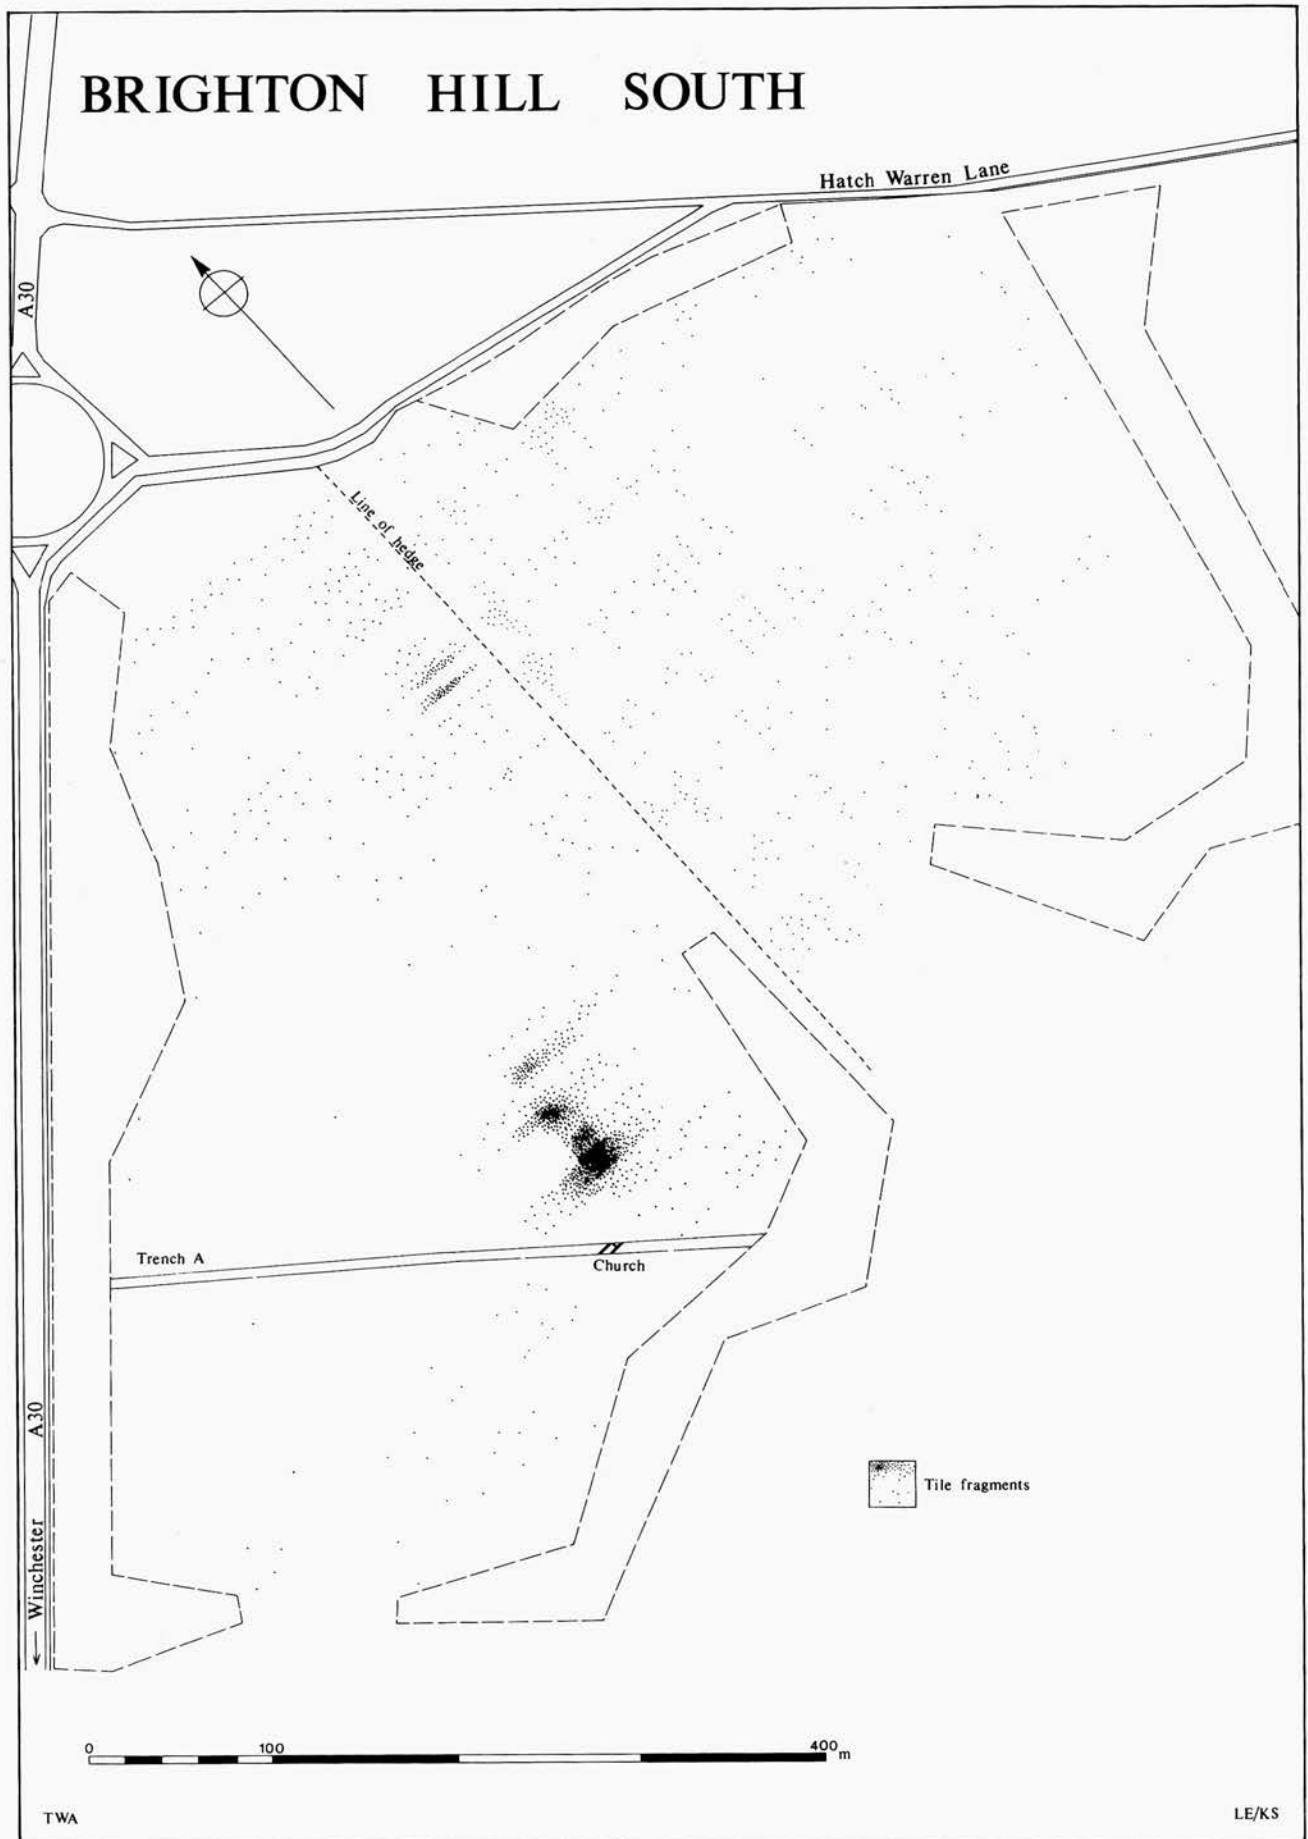 BRIGHTON HILL SOUTH
Hatch Warren Lane
A30
Line of hedge
Trench A
Church
A30
Tile fragments
← Winchester
0 100 400 m
TWA
LE/KS